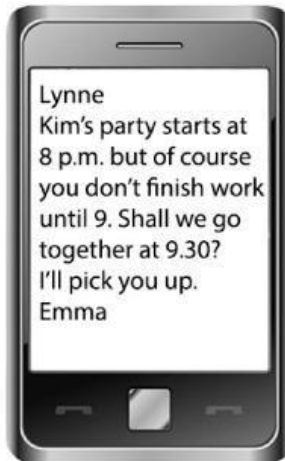 Lynne
Kim's party starts at
8 p.m. but of course
you don't finish work
until 9. Shall we go
together at 9.30?
I'll pick you up.
Emma